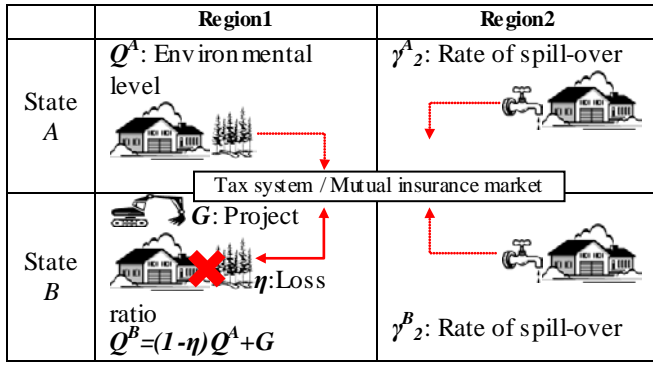 Region1
Region2
State
A
Q^A: Environmental
level
γ^A_2: Rate of spill-over
Tax system / Mutual insurance market
State
B
G: Project
η:Loss
ratio
Q^B=(1-η)Q^A+G
γ^B_2: Rate of spill-over